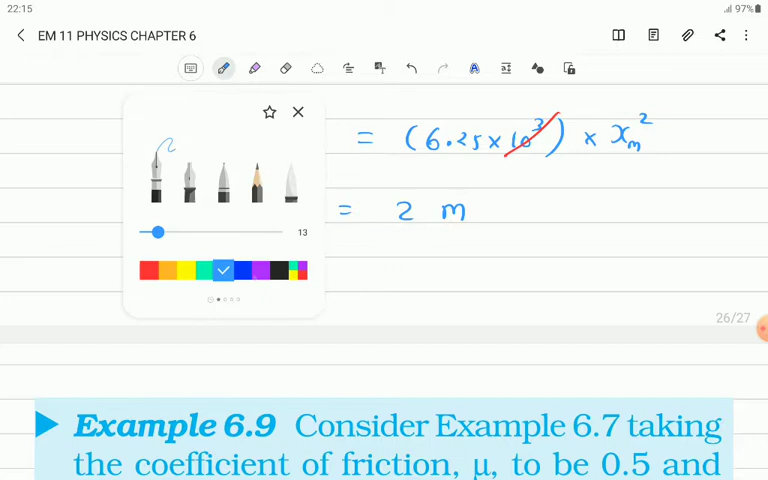 22:15 97%
EM 11 PHYSICS CHAPTER 6
= (6.25 × 10³) × xₘ²
= 2 m
13
26/27
Example 6.9 Consider Example 6.7 taking
the coefficient of friction, μ, to be 0.5 and